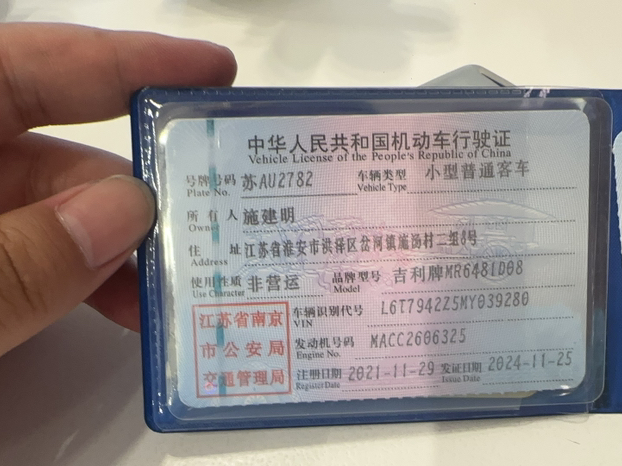 中华人民共和国机动车行驶证
Vehicle License of the People's Republic of China
号牌号码 苏AU2782 车辆类型 小型普通客车
Plate No. Vehicle Type
所有人 施建明
Owner
住址 江苏省淮安市洪泽区岔河镇施汤村二组8号
Address
使用性质 非营运 品牌型号 吉利牌MR6481D08
Use Character Model
江苏省南京
市公安局
交通管理局
车辆识别代号 L6T7942Z5MY039280
VIN
发动机号码 MACC2606325
Engine No.
注册日期 2021-11-29 发证日期 2024-11-25
Register Date Issue Date